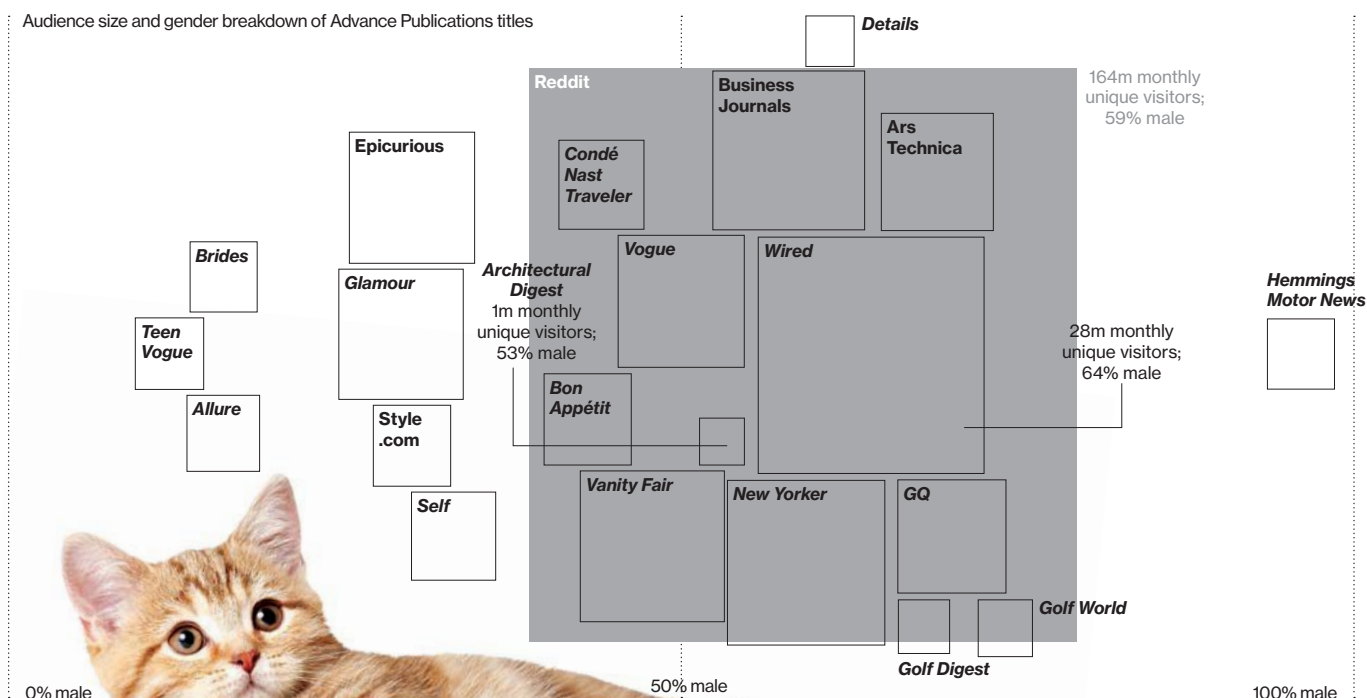 Audience size and gender breakdown of Advance Publications titles
Details
Reddit
Business
Journals
164m monthly
unique visitors;
59% male
Ars
Technica
Epicurious
Condé
Nast
Traveler
Brides
Vogue
Wired
Glamour
Architectural
Digest
1m monthly
unique visitors;
53% male
Hemmings
Motor News
Teen
Vogue
28m monthly
unique visitors;
64% male
Bon
Appétit
Allure
Style
.com
Self
Vanity Fair
New Yorker
GQ
Golf World
Golf Digest
0% male
50% male
100% male